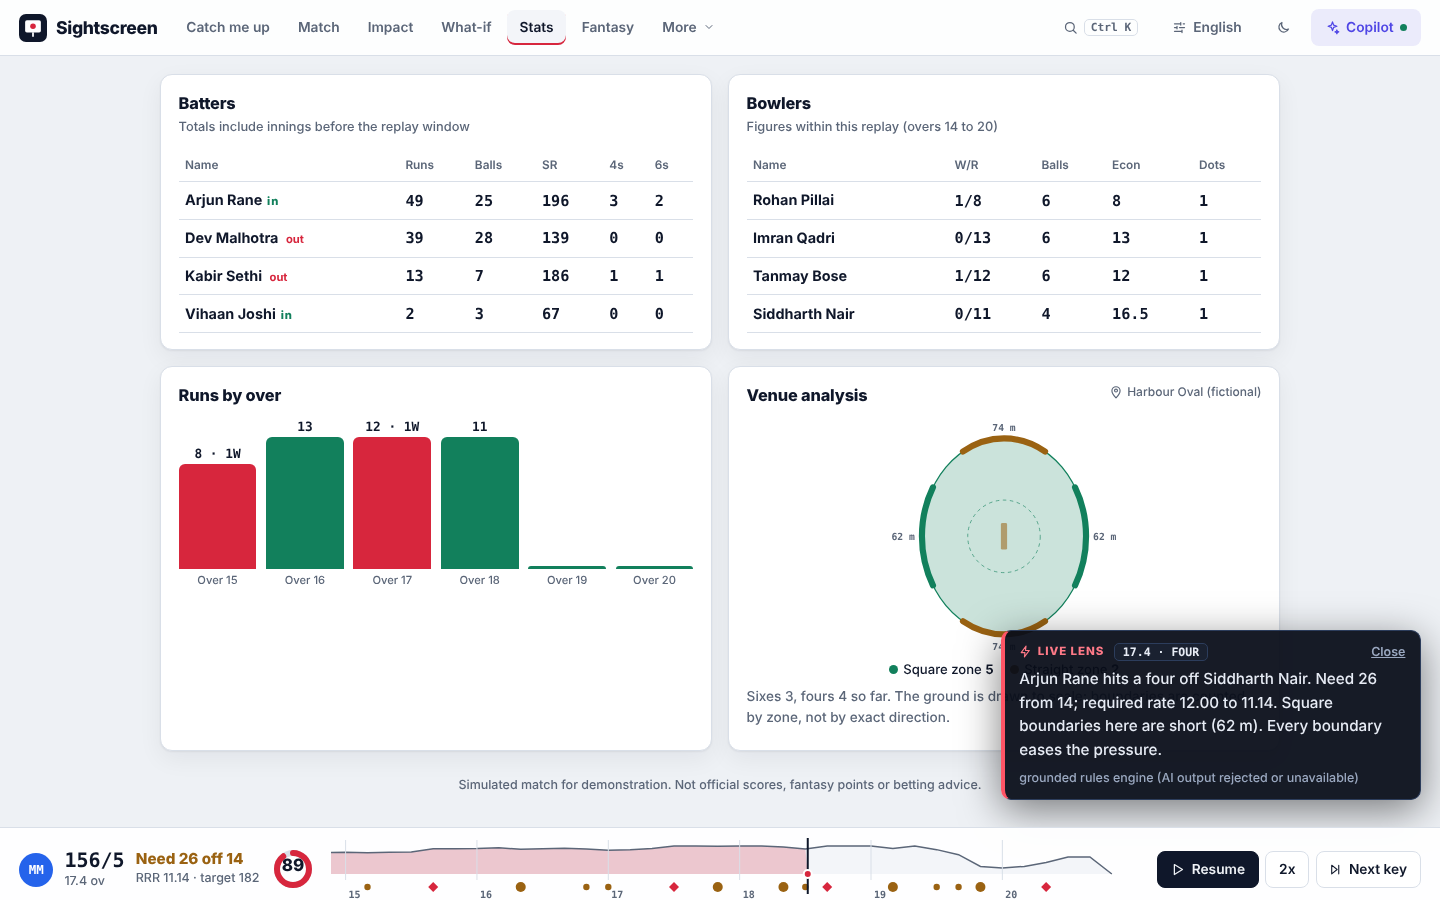 Sightscreen
Catch me up
Match
Impact
What-if
Stats
Fantasy
More
Ctrl K
English
Copilot
Batters
Totals include innings before the replay window
Name Runs Balls SR 4s 6s
Arjun Rane in 49 25 196 3 2
Dev Malhotra out 39 28 139 0 0
Kabir Sethi out 13 7 186 1 1
Vihaan Joshi in 2 3 67 0 0
Bowlers
Figures within this replay (overs 14 to 20)
Name W/R Balls Econ Dots
Rohan Pillai 1/8 6 8 1
Imran Qadri 0/13 6 13 1
Tanmay Bose 1/12 6 12 1
Siddharth Nair 0/11 4 16.5 1
Runs by over
8 · 1W
13
12 · 1W
11
Over 15
Over 16
Over 17
Over 18
Over 19
Over 20
Venue analysis
Harbour Oval (fictional)
74 m
62 m
62 m
74
Square zone 5
Sixes 3, fours 4 so far. The ground is
by zone, not by exact direction.
LIVE LENS
17.4 · FOUR
Close
Arjun Rane hits a four off Siddharth Nair. Need 26
from 14; required rate 12.00 to 11.14. Square
boundaries here are short (62 m). Every boundary
eases the pressure.
grounded rules engine (AI output rejected or unavailable)
Simulated match for demonstration. Not official scores, fantasy points or betting advice.
MM
156/5
17.4 ov
Need 26 off 14
RRR 11.14 · target 182
89
15
16
17
18
19
20
Resume
2x
Next key